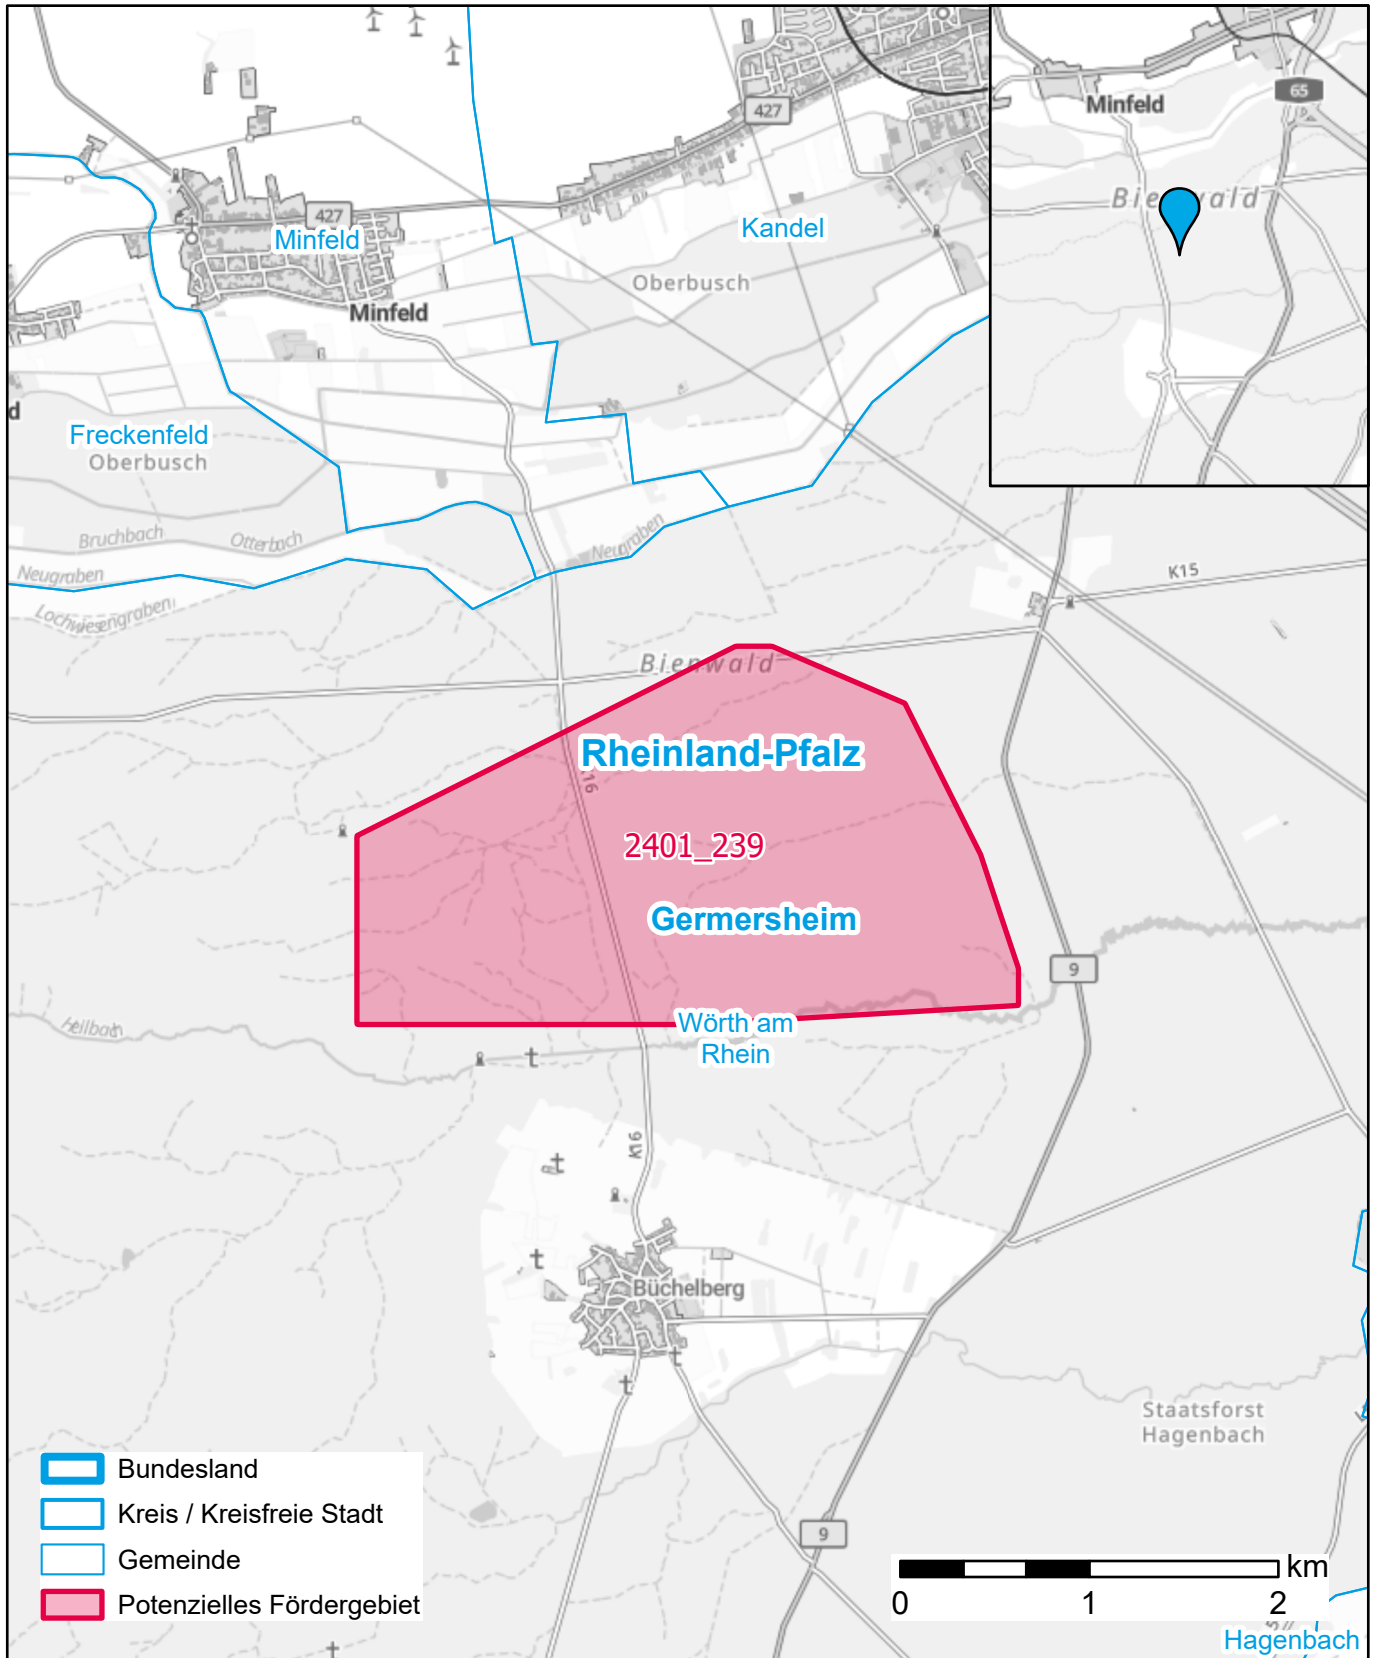 427
427
Minfeld
Minfeld
Kandel
Oberbusch
Minfeld
65
Bienwald
d
Freckenfeld
Oberbusch
Bruchbach
Otterbach
Neugraben
Neugraben
Lochwiesengraben
K15
Bienwald
Rheinland-Pfalz
K16
2401_239
Germersheim
9
Heilbach
Wörth am
Rhein
K16
Büchelberg
Staatsforst
Hagenbach
9
Bundesland
Kreis / Kreisfreie Stadt
Gemeinde
Potenzielles Fördergebiet
km
0 1 2
Hagenbach